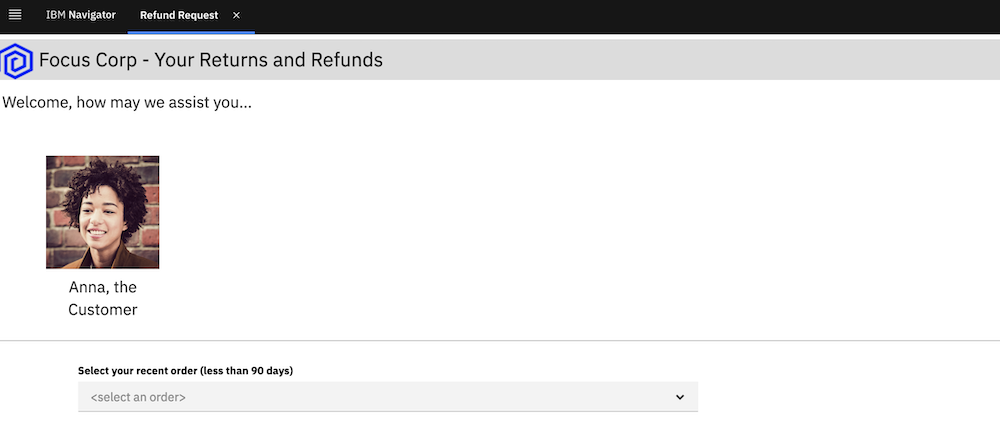 IBM Navigator
Refund Request
Focus Corp - Your Returns and Refunds
Welcome, how may we assist you...
Anna, the
Customer
Select your recent order (less than 90 days)
<select an order>